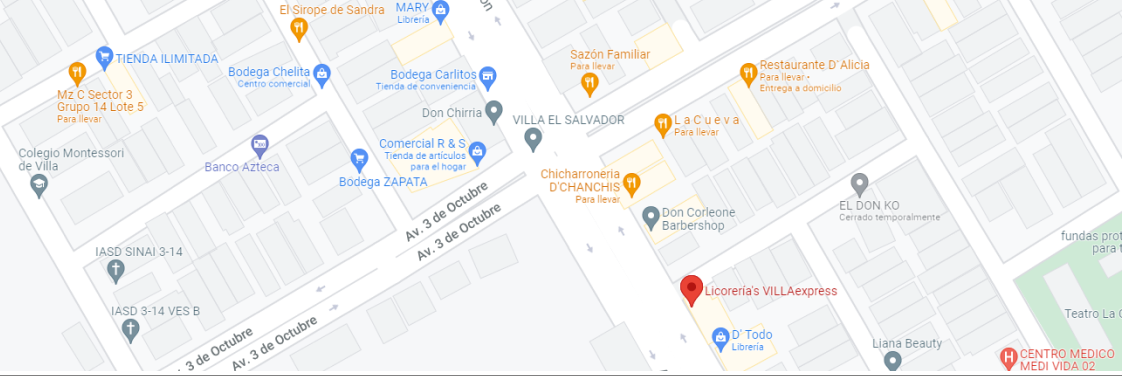 El Sirope de Sandra
MARY
Librería
on
TIENDA ILIMITADA
Mz C Sector 3
Grupo 14 Lote 5
Para llevar
Bodega Chelita
Centro comercial
Bodega Carlitos
Tienda de conveniencia
Sazón Familiar
Para llevar
Restaurante D´Alicia
Para llevar •
Entrega a domicilio
Don Chirria
VILLA EL SALVADOR
L a C u e v a
Para llevar
Colegio Montessori
de Villa
Banco Azteca
Comercial R & S
Tienda de artículos
para el hogar
Bodega ZAPATA
Chicharroneria
D'CHANCHIS
Para llevar
Av. 3 de Octubre
Av. 3 de Octubre
Don Corleone
Barbershop
EL DON KO
Cerrado temporalmente
fundas prot
para t
IASD SINAI 3-14
IASD 3-14 VES B
Licorería's VILLAexpress
. 3 de Octubre
Av. 3 de Octubre
D' Todo
Librería
Liana Beauty
Teatro La C
CENTRO MEDICO
MEDI VIDA 02